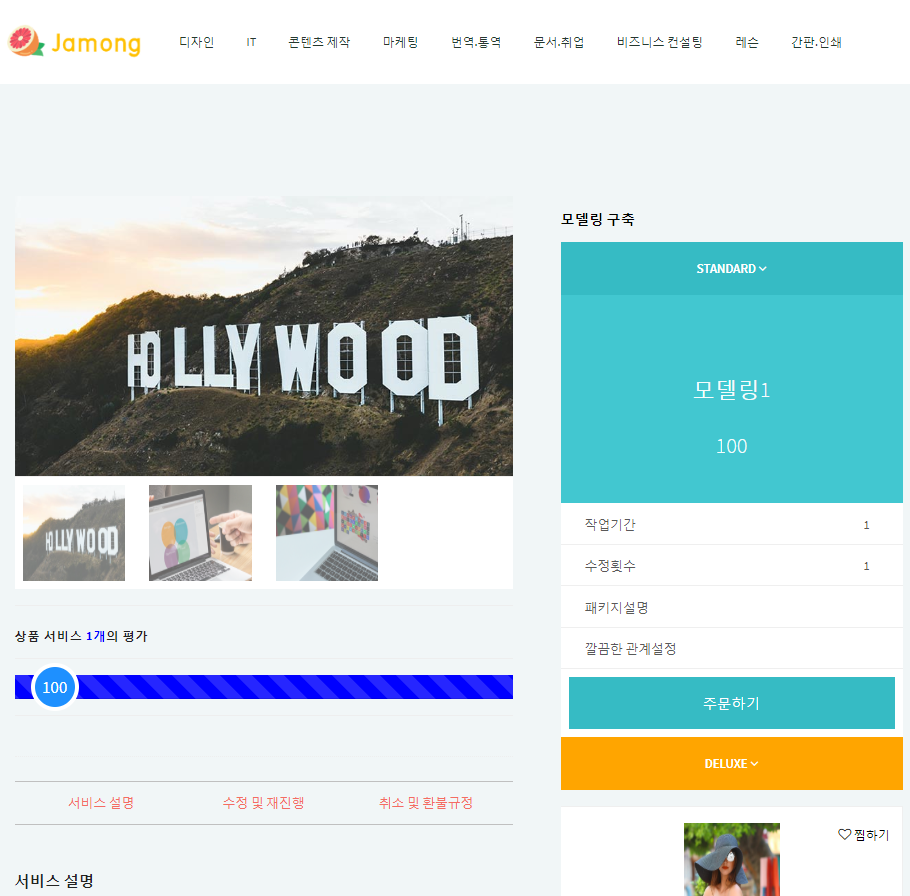 Jamong 디자인 IT 콘텐츠 제작 마케팅 번역.통역 문서.취업 비즈니스 컨설팅 레슨 간판.인쇄
HOLLYWOOD
HOLLYWOOD
상품 서비스 1개의 평가
100
서비스 설명 수정 및 재진행 취소 및 환불규정
서비스 설명
모델링 구축
STANDARD
모델링1
100
작업기간 1
수정횟수 1
패키지설명
깔끔한 관계설정
주문하기
DELUXE
찜하기